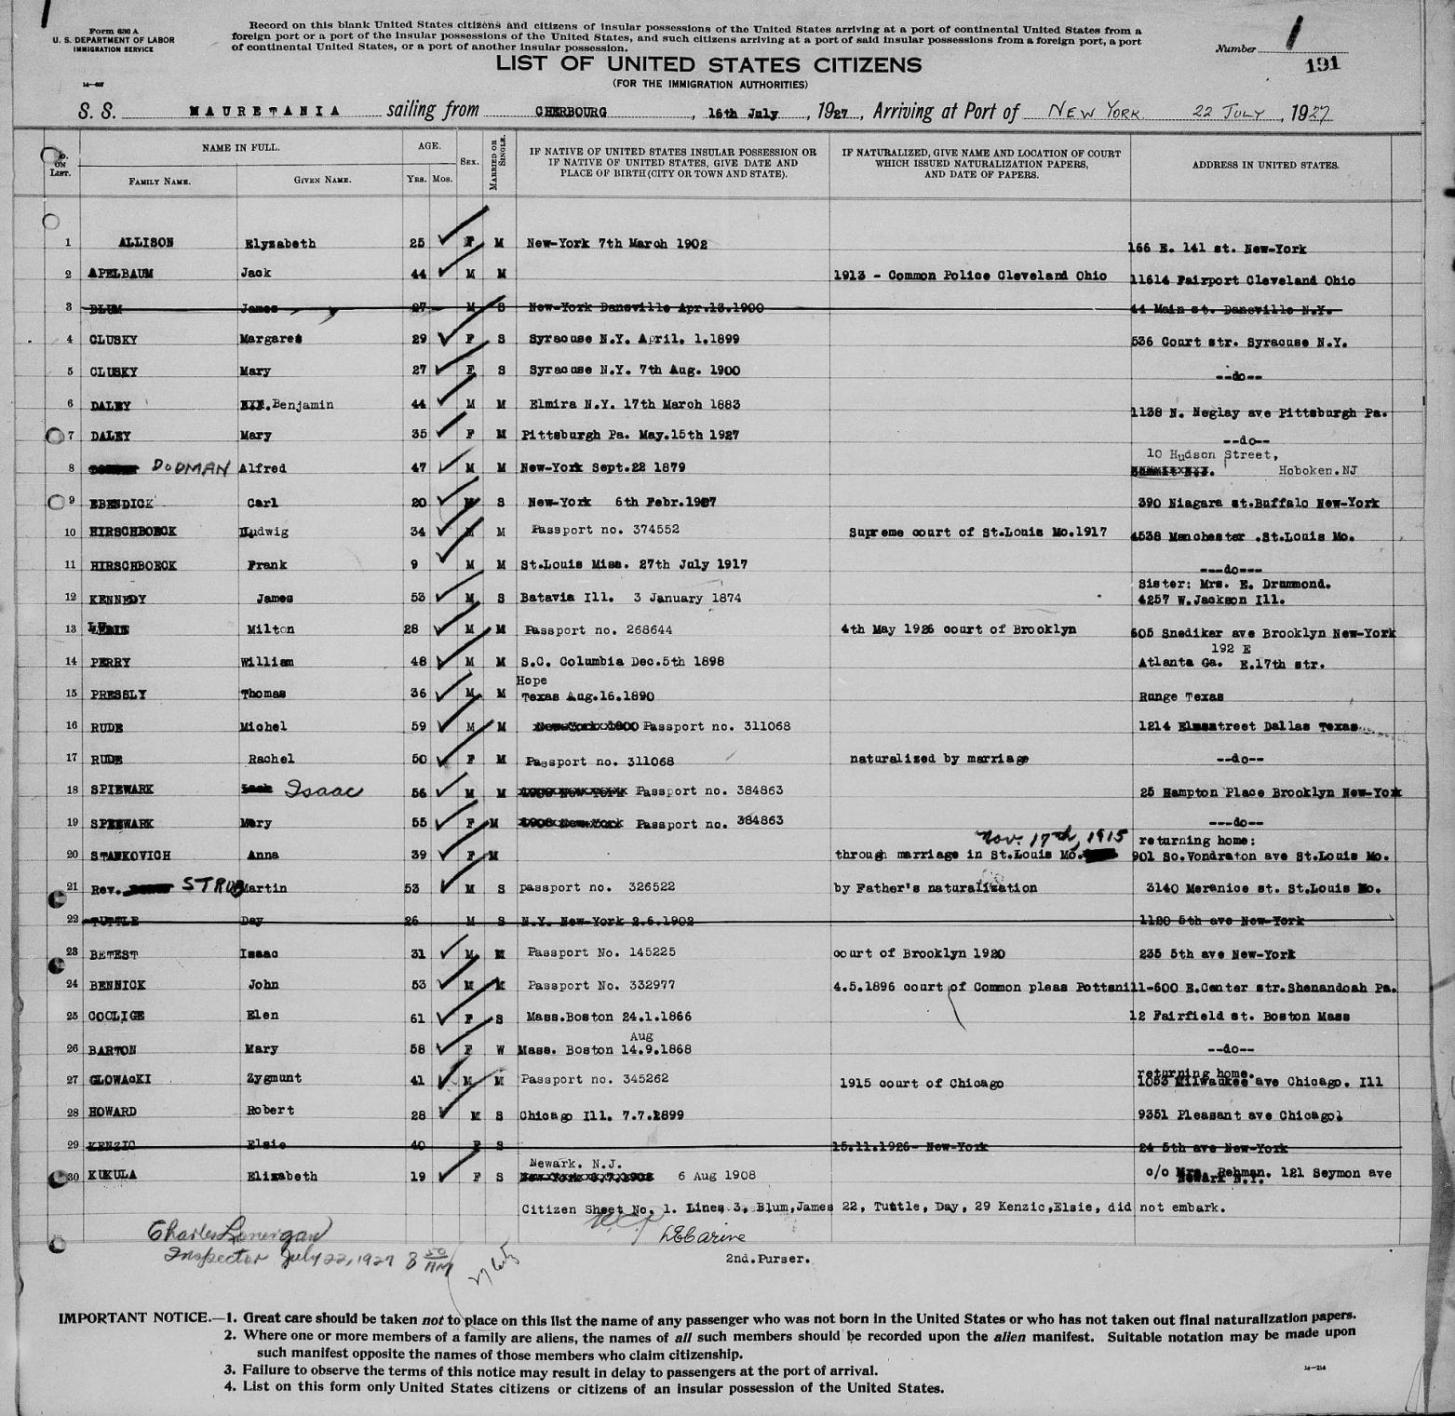 Form 630 A
U. S. DEPARTMENT OF LABOR
IMMIGRATION SERVICE
Record on this blank United States citizens and citizens of insular possessions of the United States arriving at a port of continental United States from a
foreign port or a port of the insular possessions of the United States, and such citizens arriving at a port of said insular possessions from a foreign port, a port
of continental United States, or a port of another insular possession.
Number 1
191
LIST OF UNITED STATES CITIZENS
(FOR THE IMMIGRATION AUTHORITIES)
S. S. MAURETANIA sailing from CHERBOURG, 16th July, 1927, Arriving at Port of NEW YORK 22 JULY, 1927
No. ON LIST. NAME IN FULL. AGE. SEX. MARRIED OR SINGLE. IF NATIVE OF UNITED STATES INSULAR POSSESSION OR IF NATIVE OF UNITED STATES, GIVE DATE AND PLACE OF BIRTH (CITY OR TOWN AND STATE). IF NATURALIZED, GIVE NAME AND LOCATION OF COURT WHICH ISSUED NATURALIZATION PAPERS, AND DATE OF PAPERS. ADDRESS IN UNITED STATES.
FAMILY NAME. GIVEN NAME. YRS. MOS.
1 ALLISON Elyzabeth 25 F M New-York 7th March 1902 166 E. 141 st. New-York
2 APELBAUM Jack 44 M M 1913 - Common Police Cleveland Ohio 11614 Fairport Cleveland Ohio
3 BLUM James 27 M S New-York Dansville Apr.13.1900 44 Main st. Dansville N.Y.
4 CLUSKY Margaret 29 F S Syracuse N.Y. April. 1.1899 536 Court str. Syracuse N.Y.
5 CLUSKY Mary 27 F S Syracuse N.Y. 7th Aug. 1900 --do--
6 DALEY Benjamin 44 M M Elmira N.Y. 17th March 1883 1138 N. Neglay ave Pittsburgh Pa.
7 DALEY Mary 35 F M Pittsburgh Pa. May.15th 1927 --do--
8 DODMAN Alfred 47 M M New-York Sept.22 1879 10 Hudson Street, Hoboken.NJ
9 EBENDICK Carl 20 M S New-York 6th Febr.1907 390 Niagara st.Buffalo New-York
10 HIRSCHBOECK Ludwig 34 M M Passport no. 374552 Supreme court of St.Louis Mo.1917 4538 Manchester .St.Louis Mo.
11 HIRSCHBOECK Frank 9 M M St.Louis Miss. 27th July 1917 ---do---
12 KENNEDY James 53 M S Batavia Ill. 3 January 1874 Sister: Mrs. E. Drummond.
4257 W.Jackson Ill.
13 Milton 28 M M Passport no. 268644 4th May 1926 court of Brooklyn 605 Snediker ave Brooklyn New-York
14 PERRY William 48 M M S.C. Columbia Dec.5th 1898 192 E
Atlanta Ga. E.17th str.
15 PRESSLY Thomas 36 M M Hope
Texas Aug.16.1890 Runge Texas
16 RUDE Michel 59 M M New-York 1900 Passport no. 311068 1214 Elmsstreet Dallas Texas
17 RUDE Rachel 50 F M Passport no. 311068 naturalized by marriage --do--
18 SPIEWARK Isaac 56 M M 1909 New York Passport no. 384863 25 Hampton Place Brooklyn New-York
19 SPIEWARK Mary 55 F M 1908 New-York Passport no. 384863 ---do--
20 STANKOVICH Anna 39 F M Nov. 17th, 1915
through marriage in St.Louis Mo. returning home:
901 So.Vondraton ave St.Louis Mo.
21 Rev. STRUB Martin 53 M S passport no. 326522 by Father's naturalization 3140 Meranice st. St.Louis Mo.
22 TUTTLE Day 26 M S N.Y. New-York 2.6.1902 1120 5th ave New-York
23 BETEST Isaac 31 M M Passport No. 145225 court of Brooklyn 1920 235 5th ave New-York
24 BENNICK John 53 M M Passport No. 332977 4.5.1896 court of Common pleas Pottsnill-600 E.Center str.Shenandoah Pa.
25 COCLIGE Elen 61 F S Mass.Boston 24.1.1866 12 Fairfield st. Boston Mass
26 BARTON Mary 58 F W Mass. Boston 14.9.1868 Aug --do--
27 GLOWACKI Zygmunt 41 M M Passport no. 345262 1915 court of Chicago returning home.
1053 Milwaukee ave Chicago. Ill
28 HOWARD Robert 28 M S Chicago Ill. 7.7.1899 9351 Pleasant ave Chicago.
29 KENZIC Elsie 40 F S 15.11.1926- New-York 24 5th ave New-York
30 KUKULA Elizabeth 19 F S Newark. N.J.
6 Aug 1908 c/o Mrs. Rehman. 121 Seymon ave
Newark N.Y.
Citizen Sheet No. 1. Lines 3, Blum,James 22, Tuttle, Day, 29 Kenzic,Elsie, did not embark.
Charles Lonergan
Inspector July 22, 1927 8 50 AM
2nd.Purser.
IMPORTANT NOTICE.—1. Great care should be taken not to place on this list the name of any passenger who was not born in the United States or who has not taken out final naturalization papers.
2. Where one or more members of a family are aliens, the names of all such members should be recorded upon the alien manifest. Suitable notation may be made upon
such manifest opposite the names of those members who claim citizenship.
3. Failure to observe the terms of this notice may result in delay to passengers at the port of arrival.
4. List on this form only United States citizens or citizens of an insular possession of the United States.